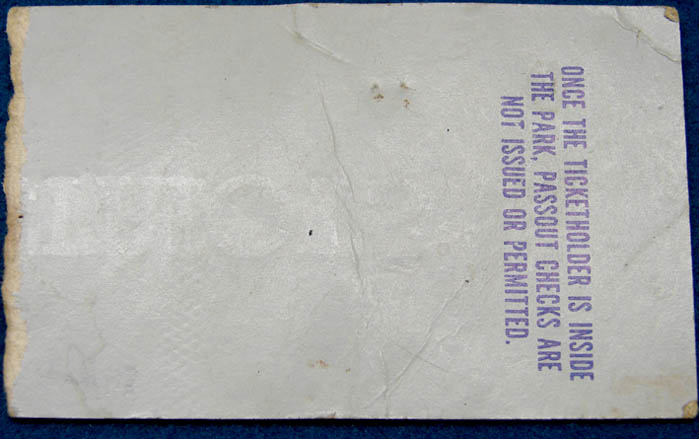 ONCE THE TICKETHOLDER IS INSIDE
THE PARK, PASSOUT CHECKS ARE
NOT ISSUED OR PERMITTED.